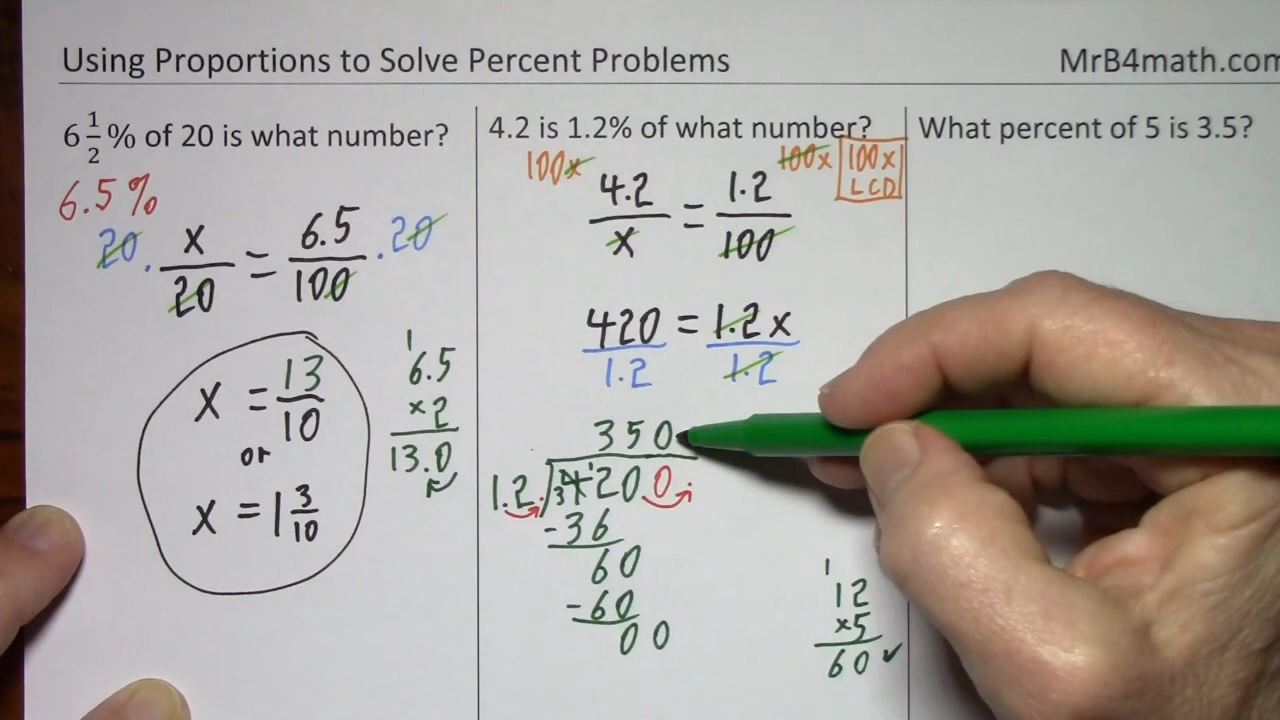 Using Proportions to Solve Percent Problems
MrB4math.com
6 1/2 % of 20 is what number?
6.5%
20 · x/20 = 6.5/100 · 20
x = 13/10
or
x = 1 3/10
1
6.5
×2
13.0
4.2 is 1.2% of what number?
100x 4.2/x = 1.2/100 100x
100x
LCD
420 = 1.2x
1.2 1.2
350
1.2. 4200.
-36
60
-60
00
1
12
×5
60 ✓
What percent of 5 is 3.5?